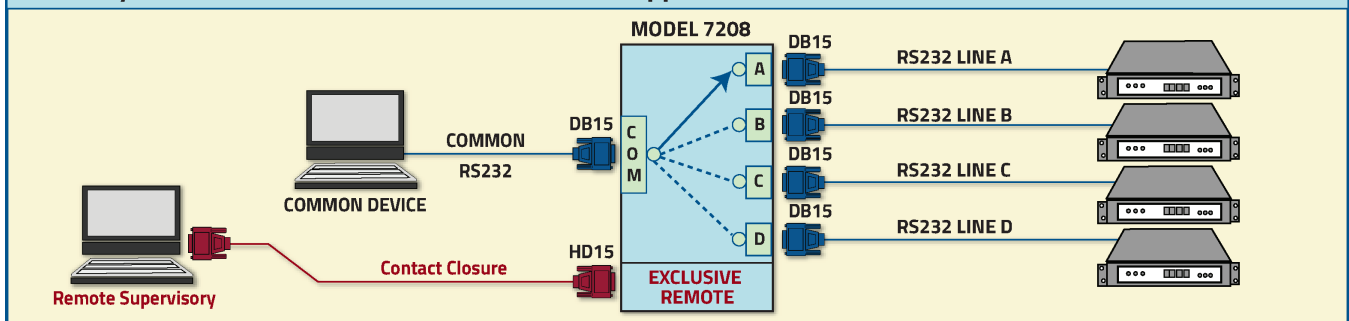 MODEL 7208
DB15
A
RS232 LINE A
DB15
B
RS232 LINE B
DB15
COMMON
RS232
COM
DB15
C
RS232 LINE C
COMMON DEVICE
DB15
D
RS232 LINE D
HD15
Contact Closure
EXCLUSIVE
REMOTE
Remote Supervisory